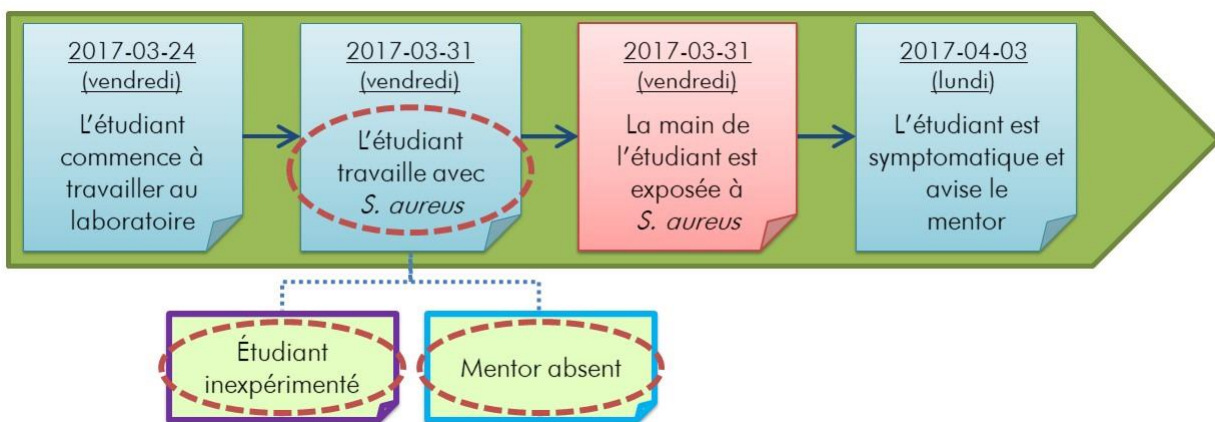 2017-03-24
(vendredi)
L'étudiant
commence à
travailler au
laboratoire
2017-03-31
(vendredi)
L'étudiant
travaille avec
S. aureus
2017-03-31
(vendredi)
La main de
l'étudiant est
exposée à
S. aureus
2017-04-03
(lundi)
L'étudiant est
symptomatique et
avise le
mentor
Étudiant
inexpérimenté
Mentor absent